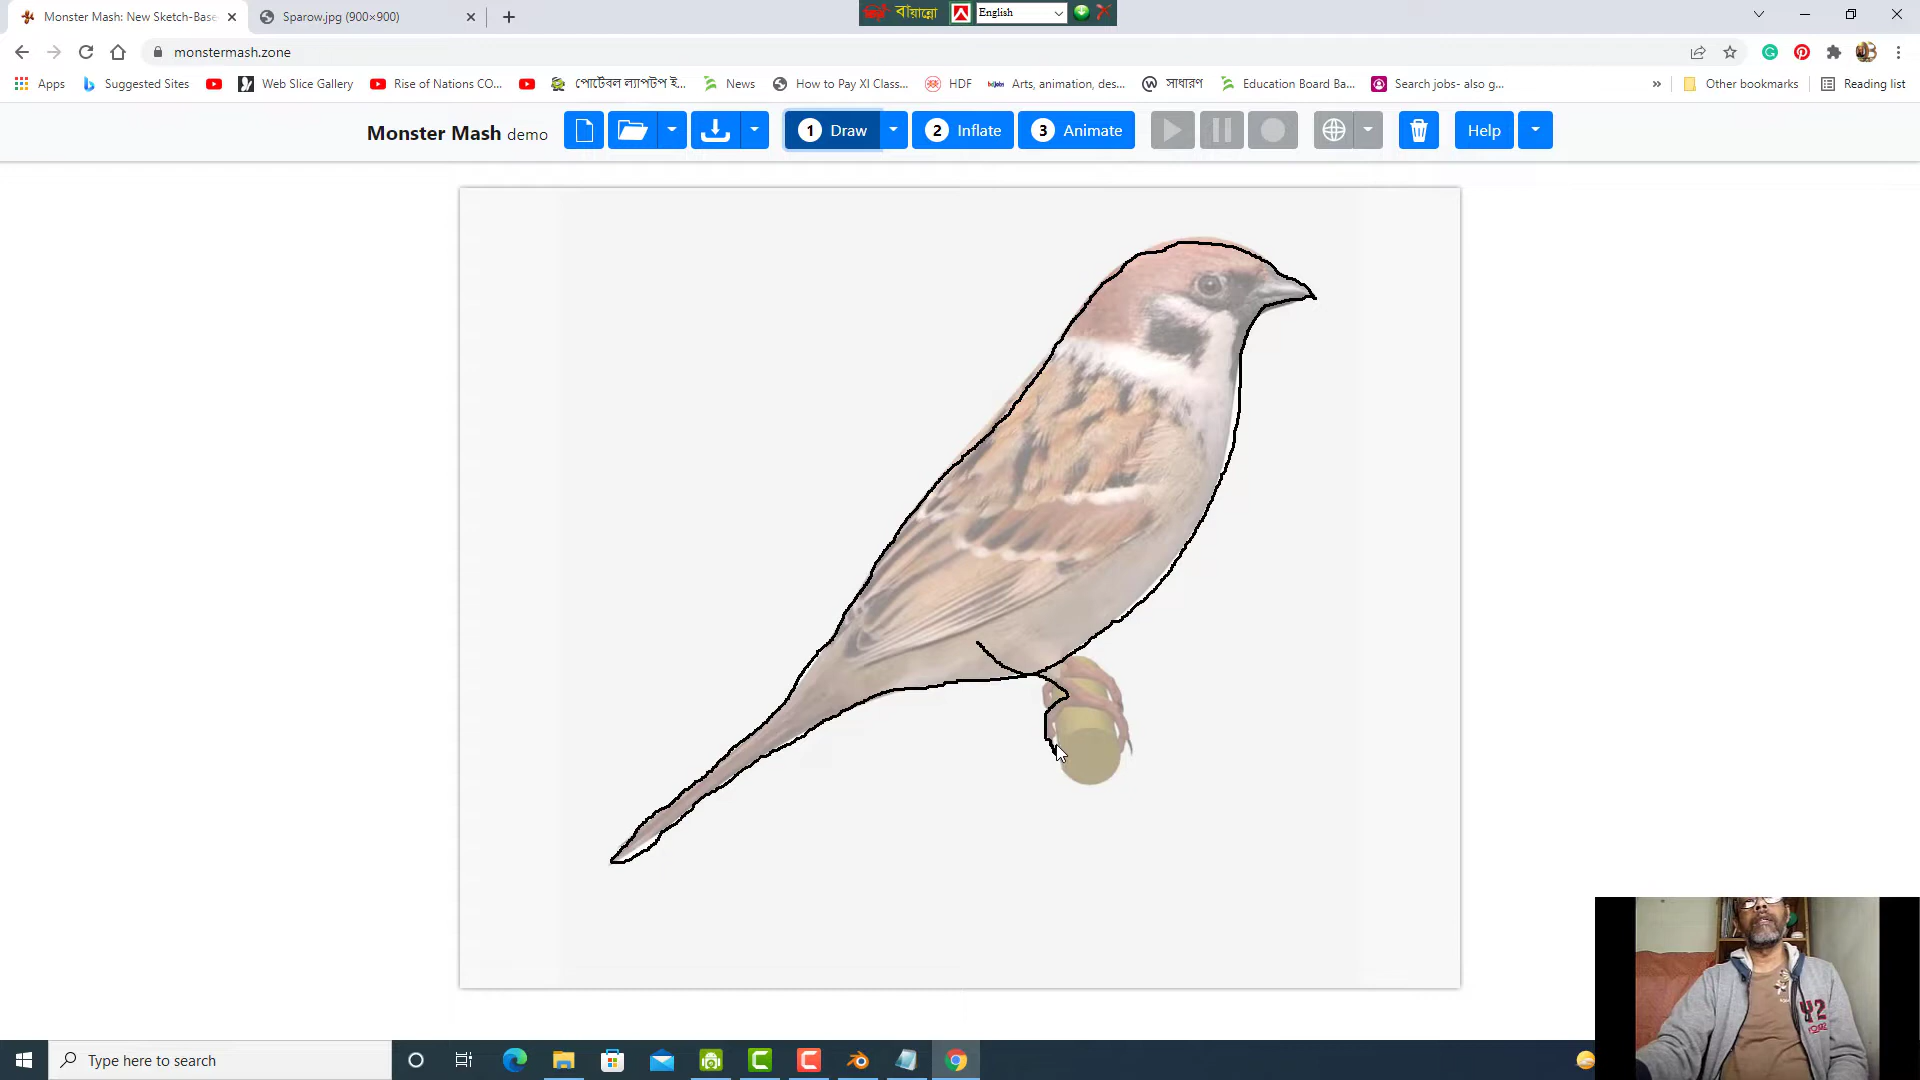 Monster Mash: New Sketch-Base
Sparow.jpg (900×900)
বায়ান্নো
English
monstermash.zone
Apps
Suggested Sites
Web Slice Gallery
Rise of Nations CO...
পোর্টেবল ল্যাপটপ ই...
News
How to Pay XI Class...
HDF
Arts, animation, des...
সাধারণ
Education Board Ba...
Search jobs- also g...
»
Other bookmarks
Reading list
Monster Mash demo
1 Draw
2 Inflate
3 Animate
Help
Y2
Type here to search